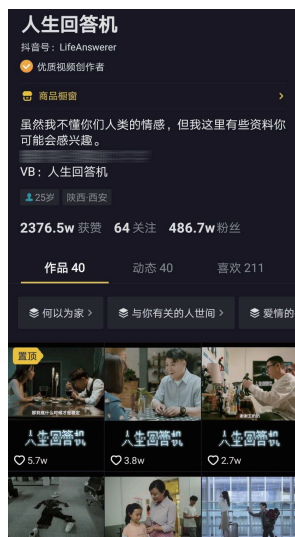 人生回答机
抖音号：LifeAnswerer
优质视频创作者
商品橱窗
虽然我不懂你们人类的情感，但我这里有些资料你
可能会感兴趣。
VB：人生回答机
25岁 陕西·西安
2376.5w 获赞 64 关注 486.7w 粉丝
作品 40 动态 40 喜欢 211
何以为家 与你有关的人世间 爱情的
置顶
人生回答机 人生回答机 人生回答机
5.7w 3.8w 2.7w